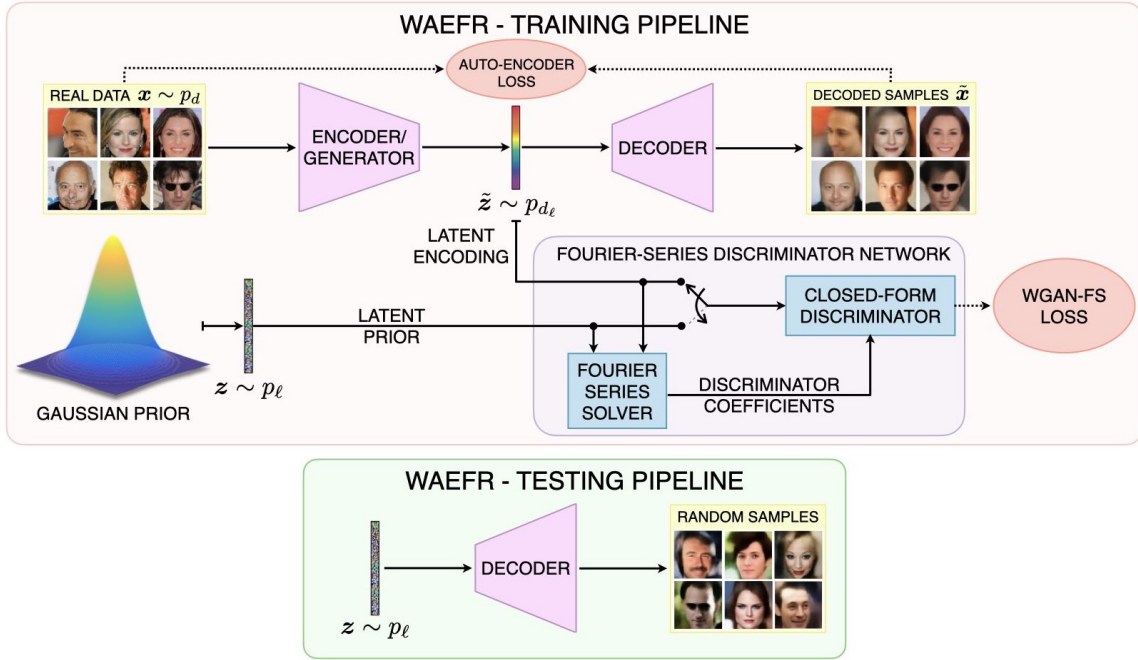 WAEFR - TRAINING PIPELINE
AUTO-ENCODER
LOSS
REAL DATA 𝒙 ∼ p_d
DECODED SAMPLES x̃
ENCODER/
GENERATOR
DECODER
z̃ ∼ p_{d_ℓ}
LATENT
ENCODING
FOURIER-SERIES DISCRIMINATOR NETWORK
CLOSED-FORM
DISCRIMINATOR
WGAN-FS
LOSS
LATENT
PRIOR
z ∼ p_ℓ
GAUSSIAN PRIOR
FOURIER
SERIES
SOLVER
DISCRIMINATOR
COEFFICIENTS
WAEFR - TESTING PIPELINE
RANDOM SAMPLES
DECODER
z ∼ p_ℓ